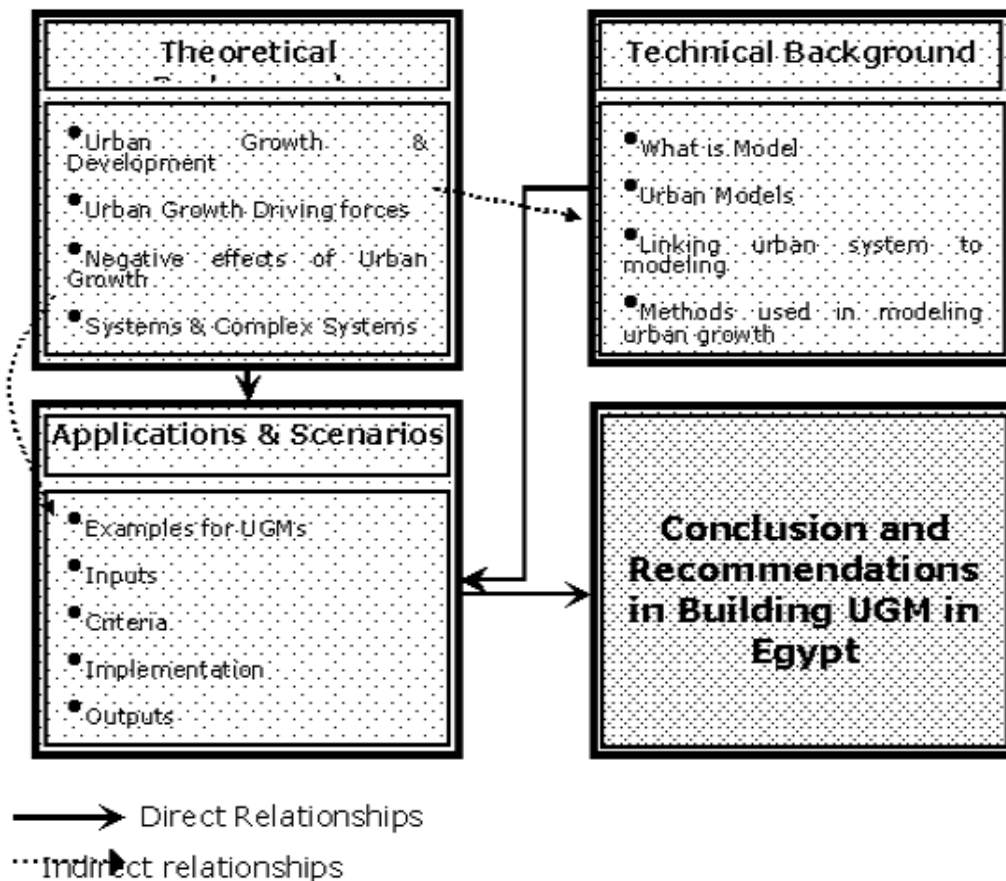 Theoretical
• Urban Growth &
Development
• Urban Growth Driving forces
• Negative effects of Urban
Growth
• Systems & Complex Systems
Technical Background
• What is Model
• Urban Models
• Linking urban system to
modeling
• Methods used in modeling
urban growth
Applications & Scenarios
• Examples for UGMs
• Inputs
• Criteria
• Implementation
• Outputs
Conclusion and
Recommendations
in Building UGM in
Egypt
Direct Relationships
Indirect relationships